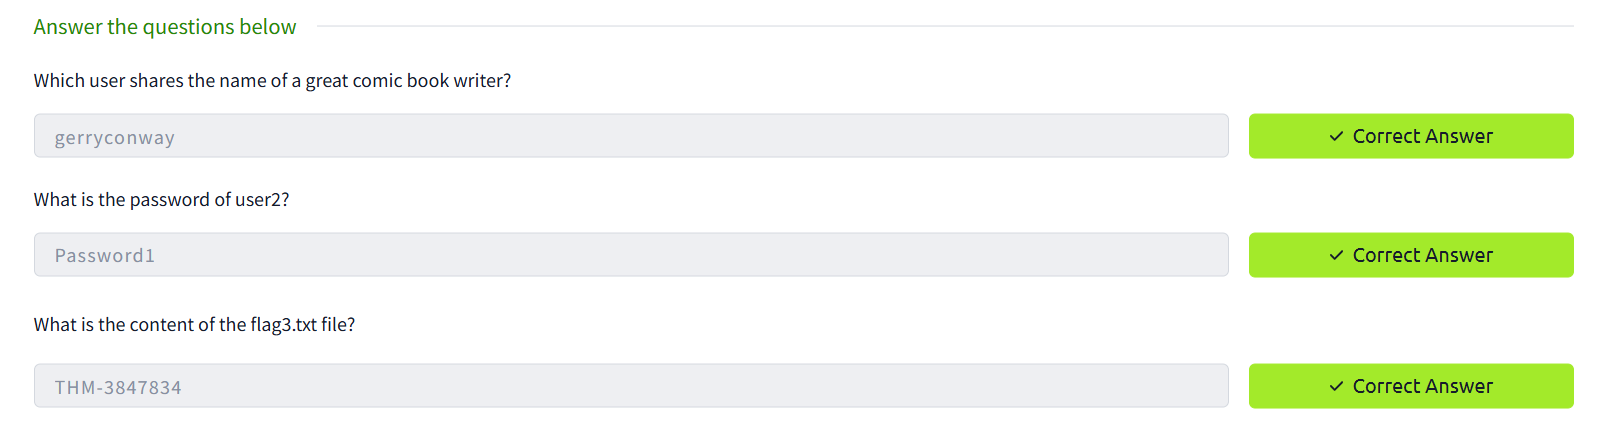 Answer the questions below
Which user shares the name of a great comic book writer?
gerryconway
✓ Correct Answer
What is the password of user2?
Password1
✓ Correct Answer
What is the content of the flag3.txt file?
THM-3847834
✓ Correct Answer